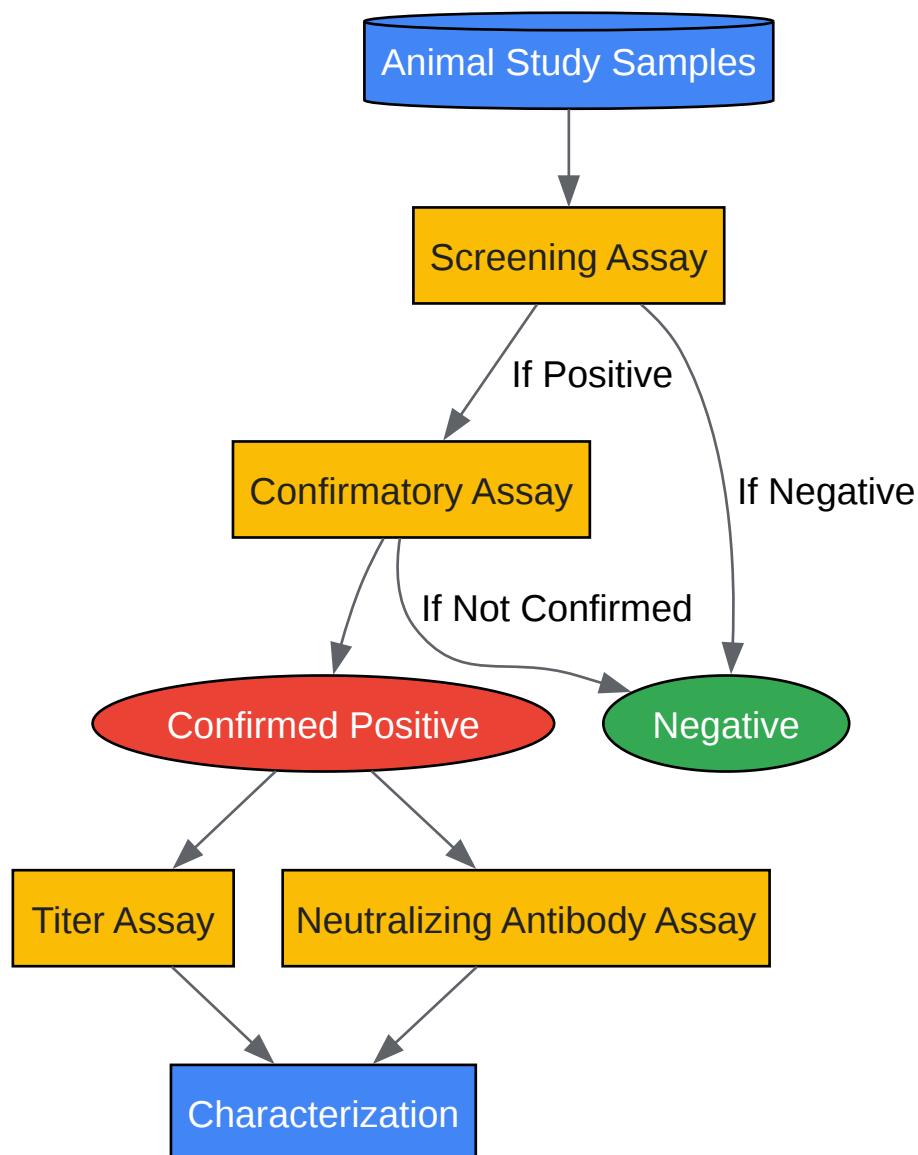 Animal Study Samples
Screening Assay
If Positive
Confirmatory Assay
If Negative
If Not Confirmed
Confirmed Positive
Negative
Titer Assay
Neutralizing Antibody Assay
Characterization